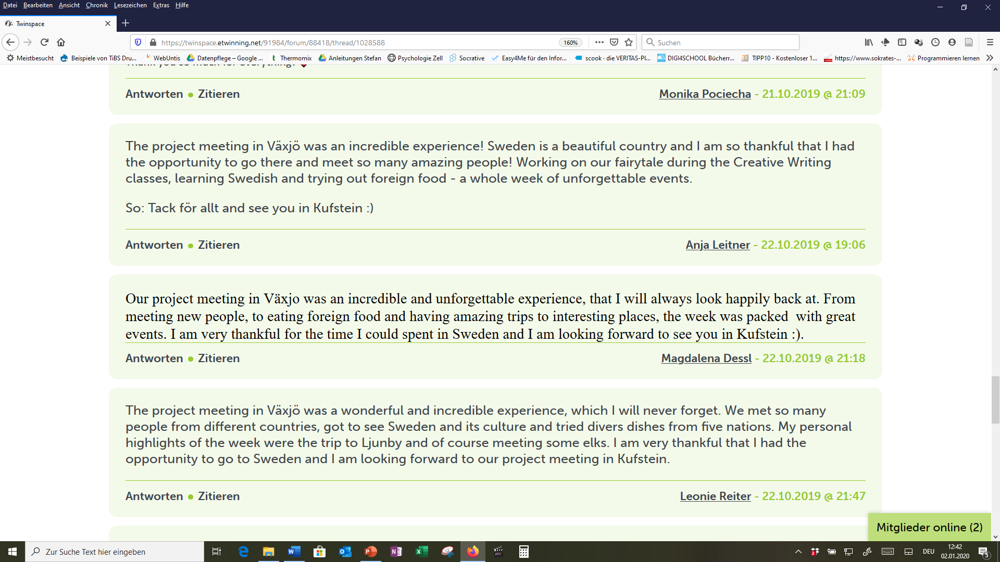 Datei Bearbeiten Ansicht Chronik Lesezeichen Extras Hilfe
Twinspace
https://twinspace.etwinning.net/91984/forum/88418/thread/1028588 160% Suchen
Meistbesucht Beispiele von TiBS Dru... WebUntis Datenpflege – Google ... Thermomix Anleitungen Stefan Psychologie Zell Socrative Easy4Me für den Infor... scook · die VERITAS-Pl... DIGI4SCHOOL Bücherr... TIPP10 - Kostenloser 1... https://www.sokrates-... Programmieren lernen
Thank you so much for everything!
Antworten Zitieren Monika Pociecha - 21.10.2019 @ 21:09
The project meeting in Växjö was an incredible experience! Sweden is a beautiful country and I am so thankful that I had
the opportunity to go there and meet so many amazing people! Working on our fairytale during the Creative Writing
classes, learning Swedish and trying out foreign food - a whole week of unforgettable events.
So: Tack för allt and see you in Kufstein :)
Antworten Zitieren Anja Leitner - 22.10.2019 @ 19:06
Our project meeting in Växjo was an incredible and unforgettable experience, that I will always look happily back at. From
meeting new people, to eating foreign food and having amazing trips to interesting places, the week was packed  with great
events. I am very thankful for the time I could spent in Sweden and I am looking forward to see you in Kufstein :).
Antworten Zitieren Magdalena Dessl - 22.10.2019 @ 21:18
The project meeting in Växjö was a wonderful and incredible experience, which I will never forget. We met so many
people from different countries, got to see Sweden and its culture and tried divers dishes from five nations. My personal
highlights of the week were the trip to Ljunby and of course meeting some elks. I am very thankful that I had the
opportunity to go to Sweden and I am looking forward to our project meeting in Kufstein.
Antworten Zitieren Leonie Reiter - 22.10.2019 @ 21:47
Mitglieder online (2)
Zur Suche Text hier eingeben
DEU
12:42
02.01.2020
5